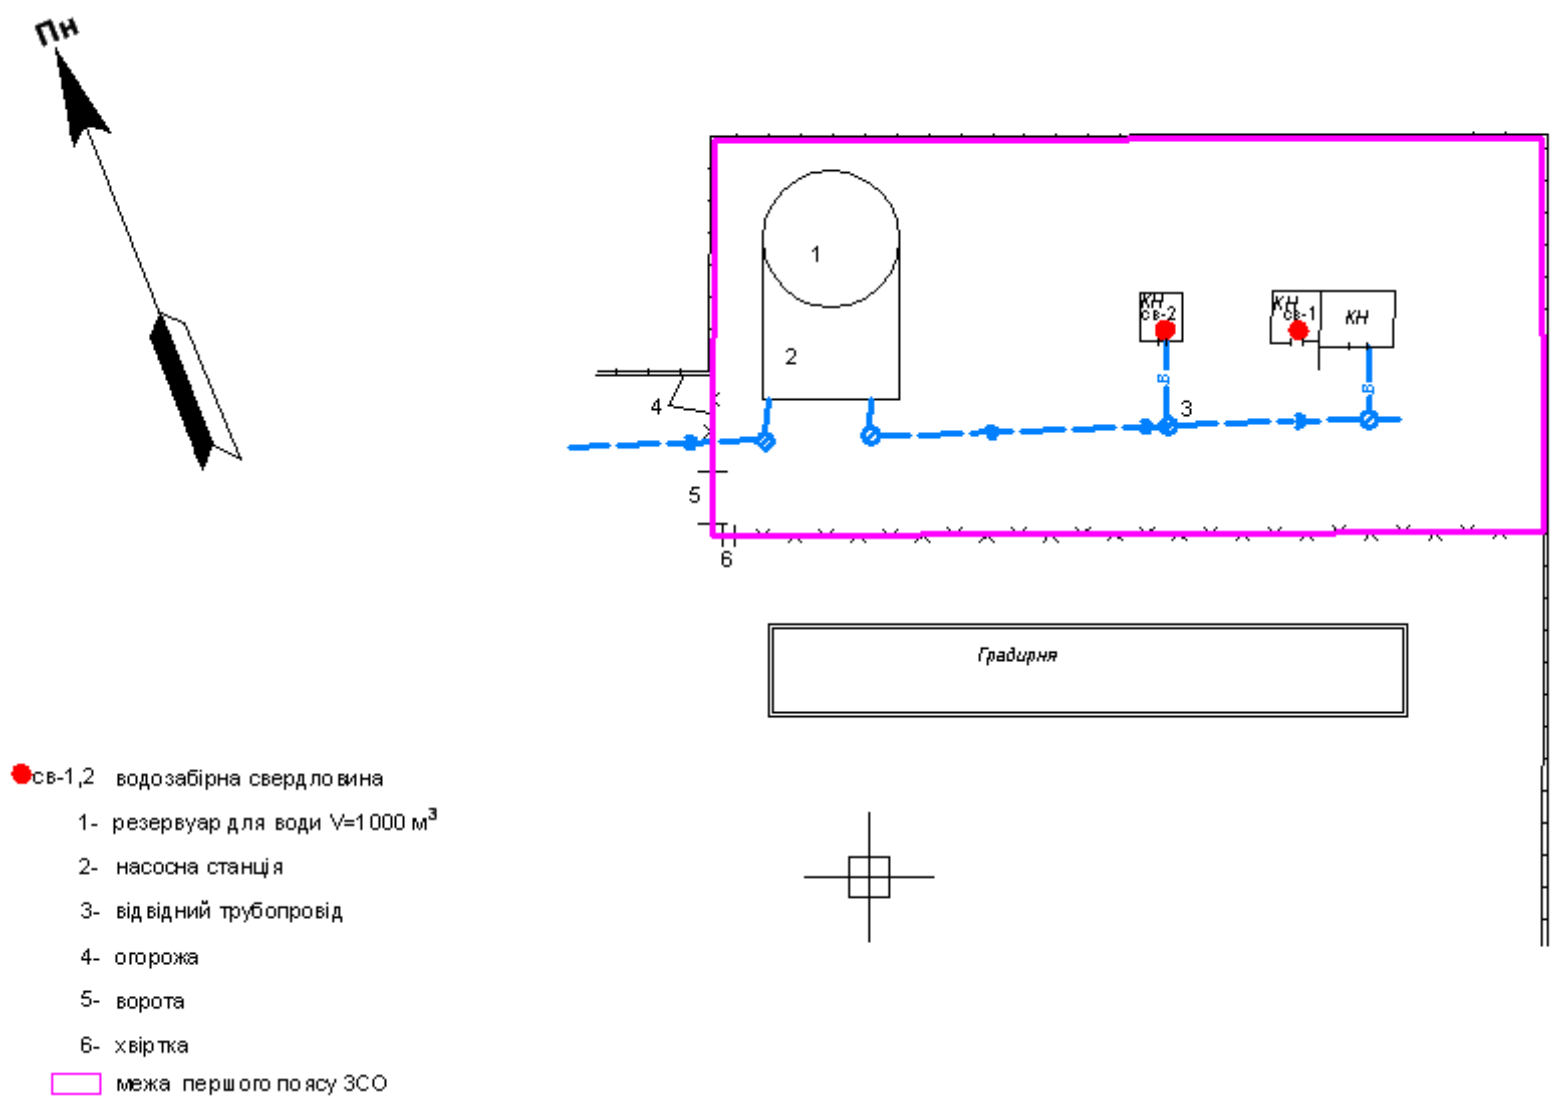 Пн
1
КН
св-2
КН
св-1
КН
2
В
В
4
3
5
6
Градирня
св-1,2 водозабірна свердловина
1- резервуар для води V=1000 м³
2- насосна станція
3- відвідний трубопровід
4- огорожа
5- ворота
6- хвіртка
межа першого поясу ЗСО